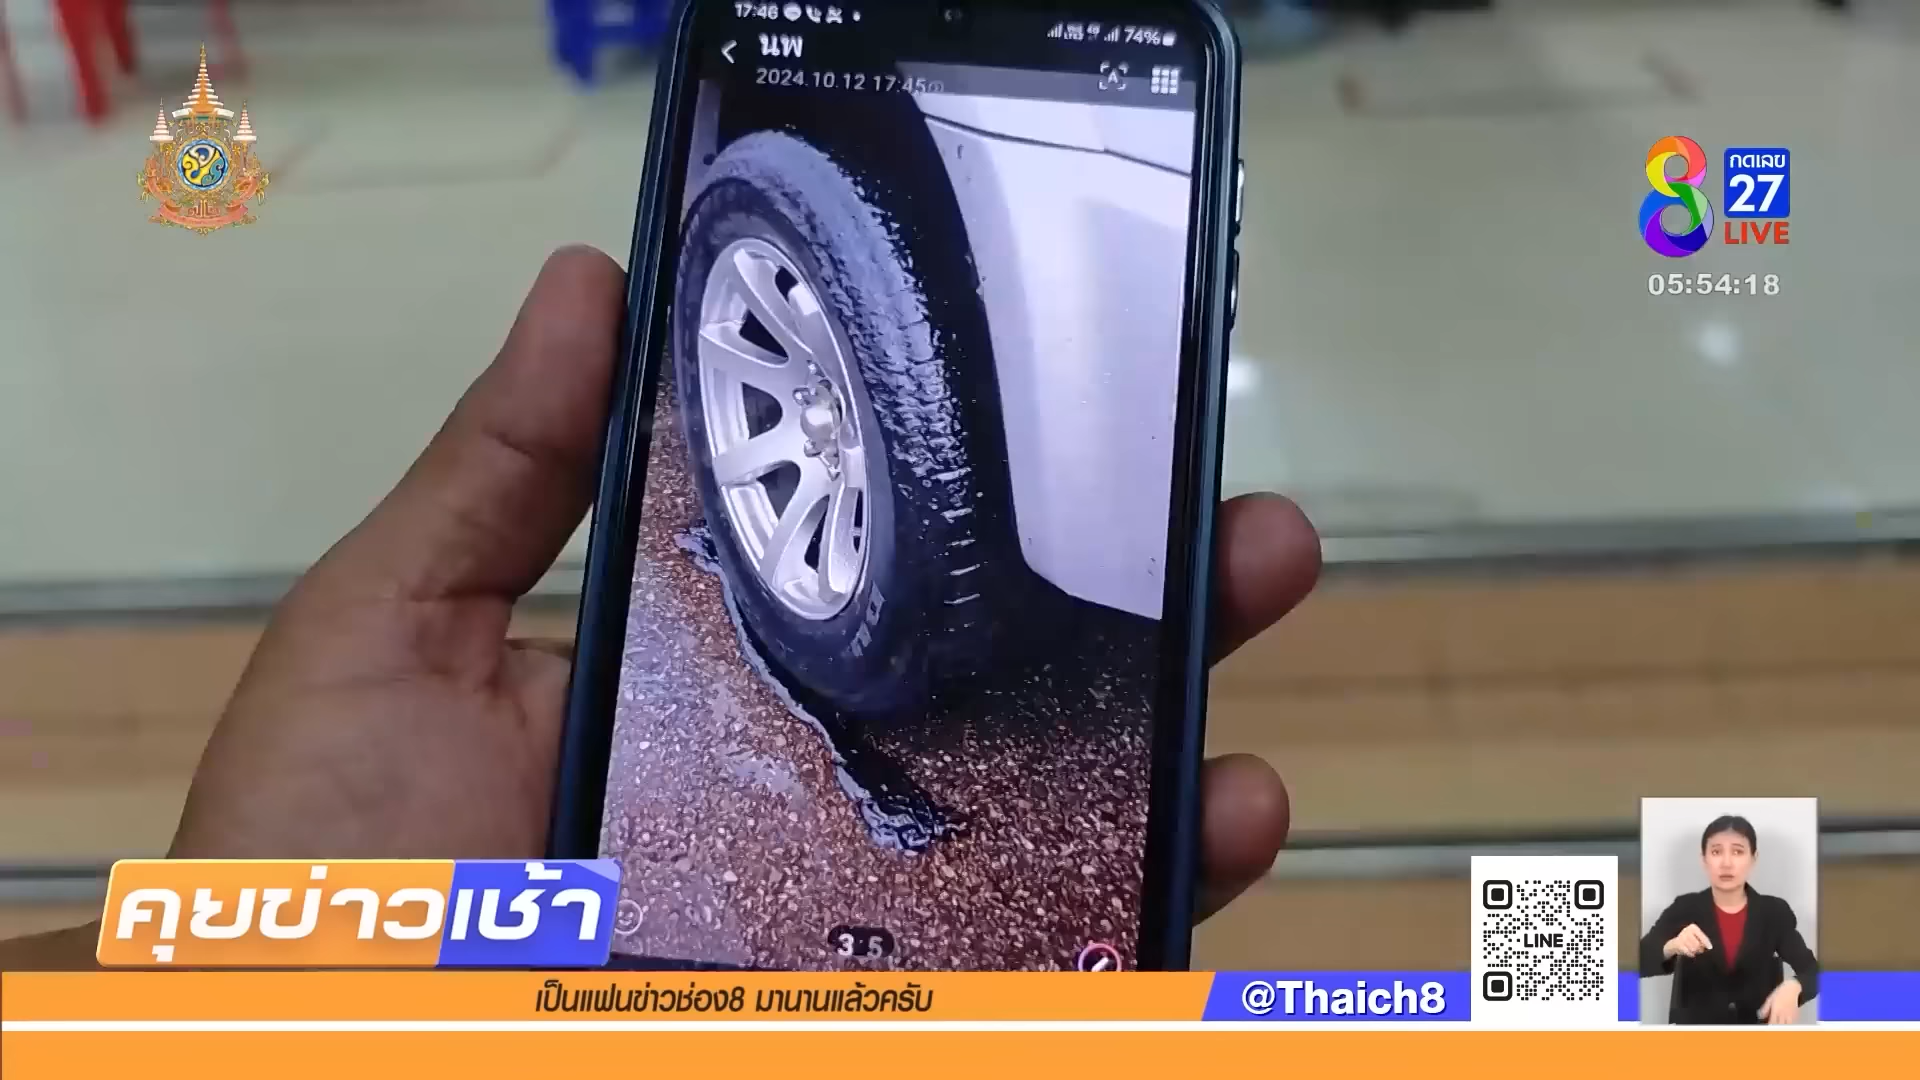 17:46
74%
นพ
2024.10.12 17:45
กดเลข
8
27
LIVE
05:54:18
3 5
คุยข่าวเช้า
LINE
เป็นแฟนข่าวช่อง8 มานานแล้วครับ
@Thaich8